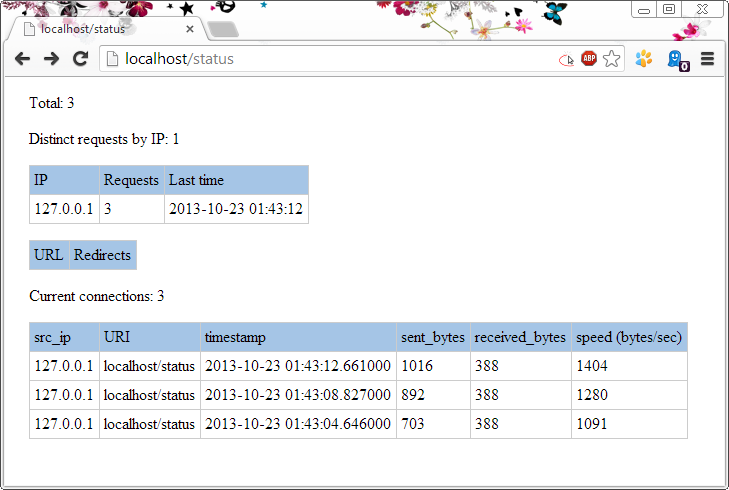 localhost/status
localhost/status
ABP
0
Total: 3
Distinct requests by IP: 1
IP Requests Last time
127.0.0.1 3 2013-10-23 01:43:12
URL Redirects
Current connections: 3
src_ip URI timestamp sent_bytes received_bytes speed (bytes/sec)
127.0.0.1 localhost/status 2013-10-23 01:43:12.661000 1016 388 1404
127.0.0.1 localhost/status 2013-10-23 01:43:08.827000 892 388 1280
127.0.0.1 localhost/status 2013-10-23 01:43:04.646000 703 388 1091